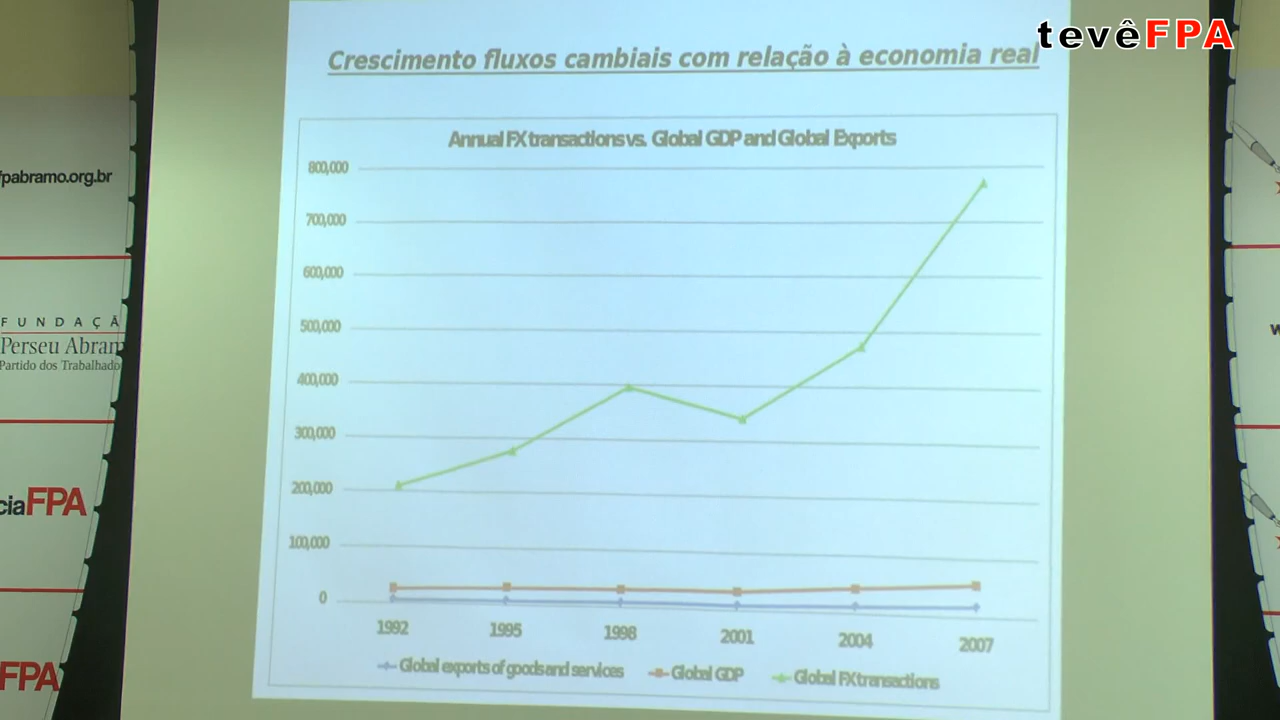 tevêFPA
Crescimento fluxos cambiais com relação à economia real
Annual FX transactions vs. Global GDP and Global Exports
800,000
700,000
600,000
500,000
400,000
300,000
200,000
100,000
0
1992 1995 1998 2001 2004 2007
Global exports of goods and services Global GDP Global FX transactions
fpabramo.org.br
FUNDAÇÃ
Perseu Abram
Partido dos Trabalhado
ciaFPA
FPA
w